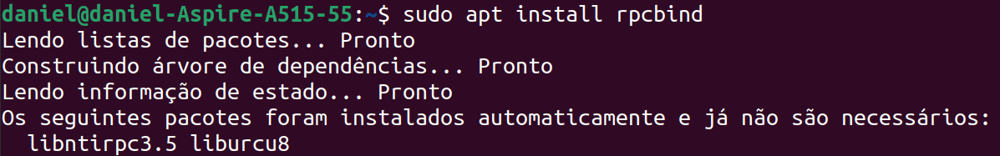 daniel@daniel-Aspire-A515-55:~$ sudo apt install rpcbind
Lendo listas de pacotes... Pronto
Construindo árvore de dependências... Pronto
Lendo informação de estado... Pronto
Os seguintes pacotes foram instalados automaticamente e já não são necessários:
  libntirpc3.5 liburcu8